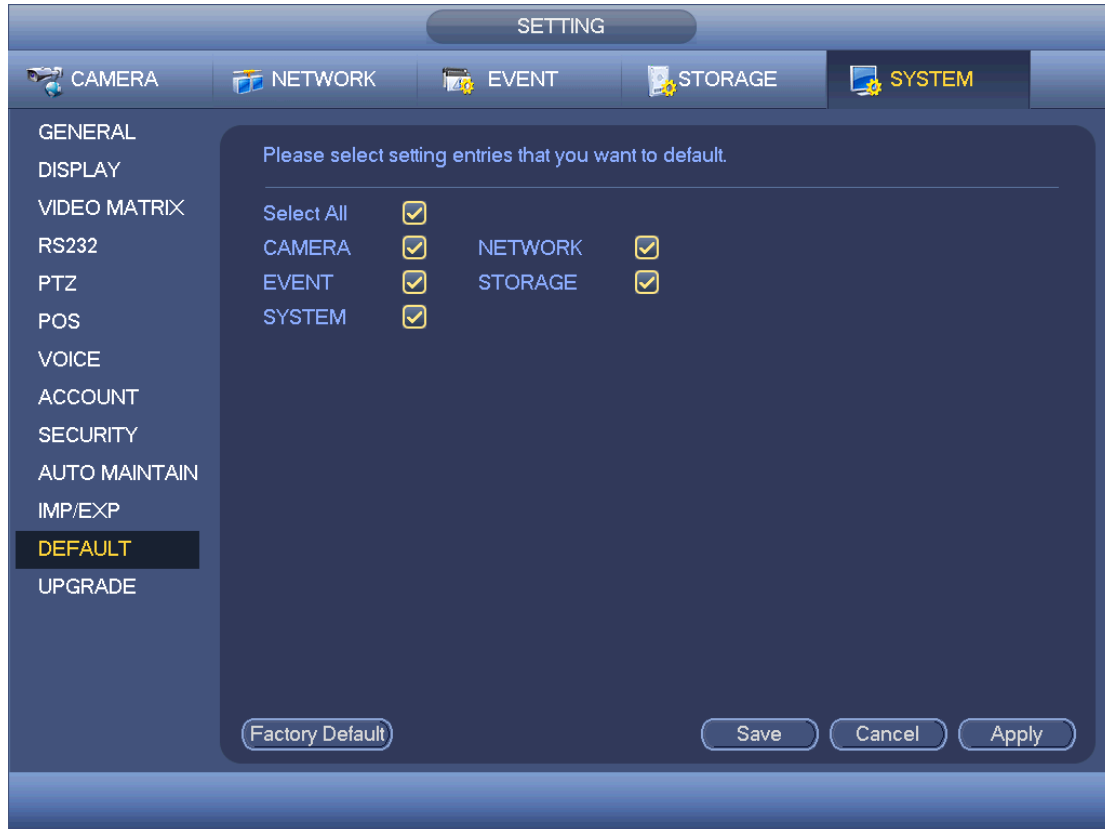 SETTING
CAMERA NETWORK EVENT STORAGE SYSTEM
GENERAL
DISPLAY
VIDEO MATRIX
RS232
PTZ
POS
VOICE
ACCOUNT
SECURITY
AUTO MAINTAIN
IMP/EXP
DEFAULT
UPGRADE
Please select setting entries that you want to default.
Select All
CAMERA NETWORK
EVENT STORAGE
SYSTEM
Factory Default Save Cancel Apply